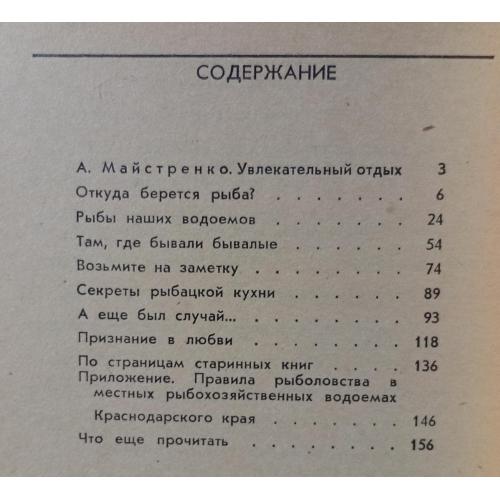 СОДЕРЖАНИЕ
А. Майстренко. Увлекательный отдых 3
Откуда берется рыба? . . . . . . . 6
Рыбы наших водоемов . . . . . . . 24
Там, где бывали бывалые . . . . . . 54
Возьмите на заметку . . . . . . . . 74
Секреты рыбацкой кухни . . . . . . 89
А еще был случай... . . . . . . . . 93
Признание в любви . . . . . . . . 118
По страницам старинных книг . . . . 136
Приложение. Правила рыболовства в
местных рыбохозяйственных водоемах
Краснодарского края . . . . . . . 146
Что еще прочитать . . . . . . . 156